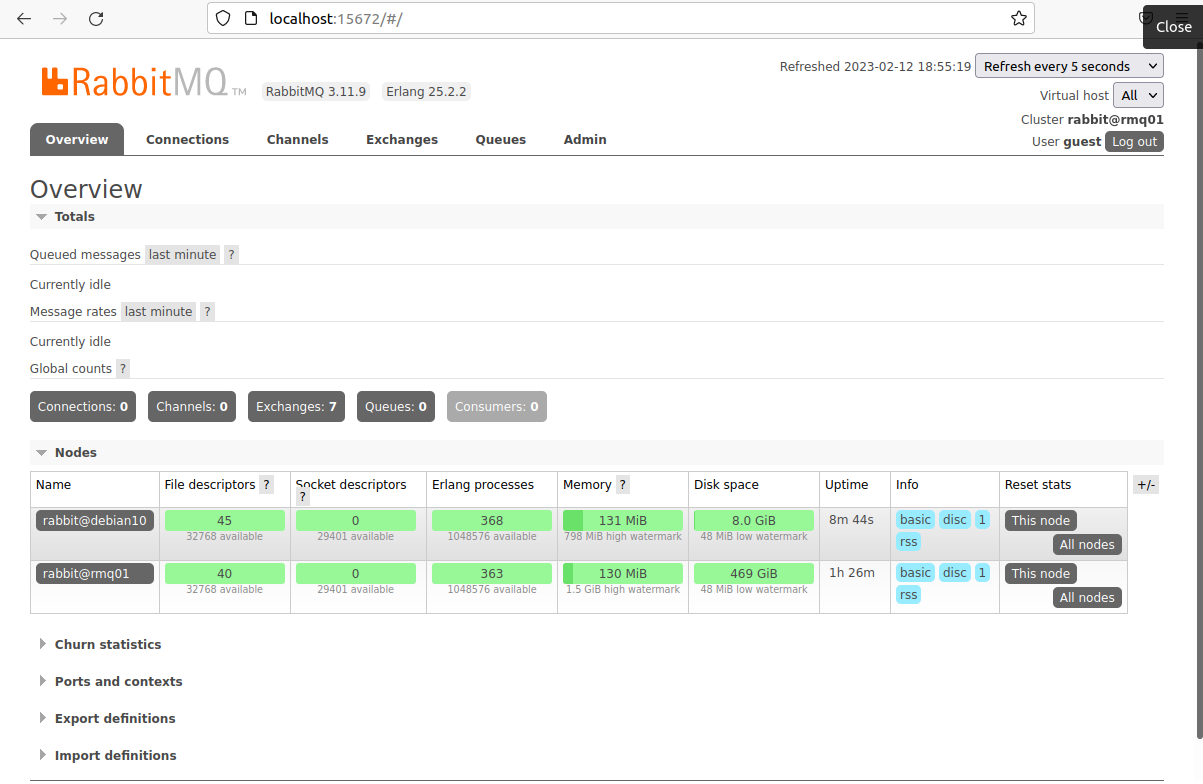 localhost:15672/#/
Close
RabbitMQ TM
RabbitMQ 3.11.9 Erlang 25.2.2
Refreshed 2023-02-12 18:55:19 Refresh every 5 seconds
Virtual host All
Cluster rabbit@rmq01
User guest Log out
Overview Connections Channels Exchanges Queues Admin
Overview
Totals
Queued messages last minute ?
Currently idle
Message rates last minute ?
Currently idle
Global counts ?
Connections: 0 Channels: 0 Exchanges: 7 Queues: 0 Consumers: 0
Nodes
Name File descriptors ? Socket descriptors ? Erlang processes Memory ? Disk space Uptime Info Reset stats +/-
rabbit@debian10 45 0 368 131 MiB 8.0 GiB 8m 44s basic disc 1 This node
32768 available 29401 available 1048576 available 798 MiB high watermark 48 MiB low watermark
rss All nodes
rabbit@rmq01 40 0 363 130 MiB 469 GiB 1h 26m basic disc 1 This node
32768 available 29401 available 1048576 available 1.5 GiB high watermark 48 MiB low watermark
rss All nodes
Churn statistics
Ports and contexts
Export definitions
Import definitions